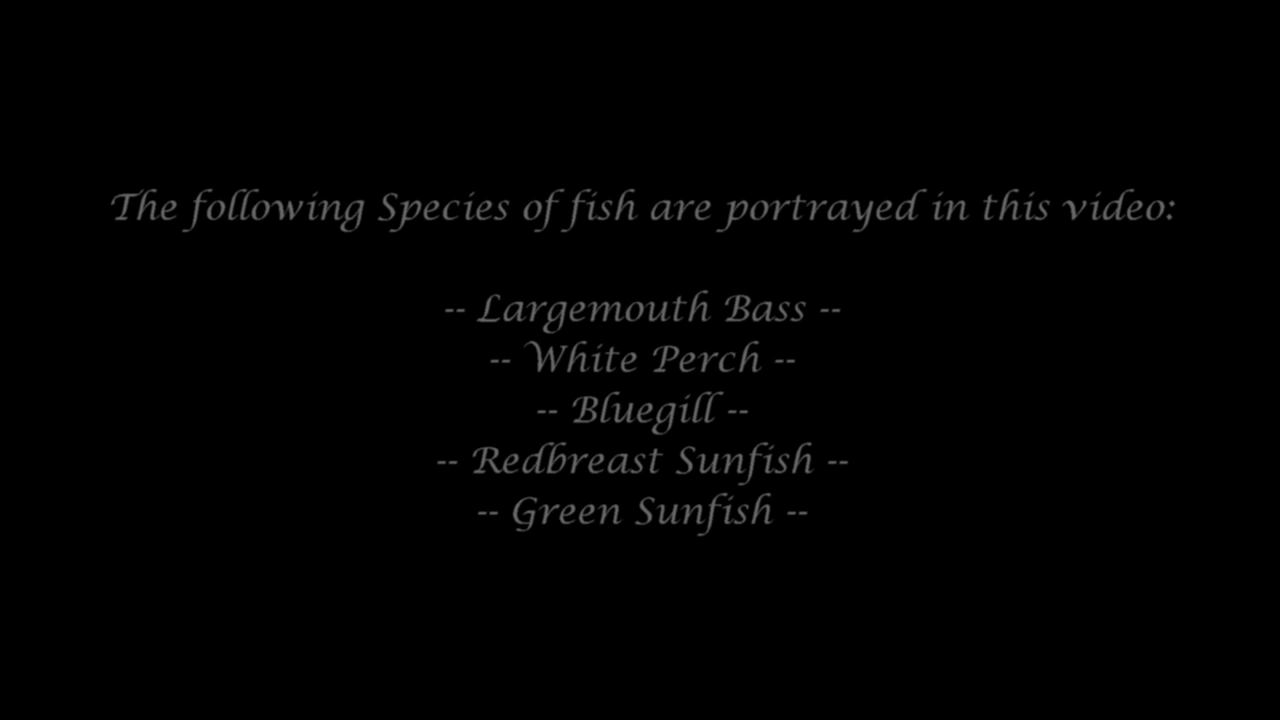 The following Species of fish are portrayed in this video:
-- Largemouth Bass --
-- White Perch --
-- Bluegill --
-- Redbreast Sunfish --
-- Green Sunfish --